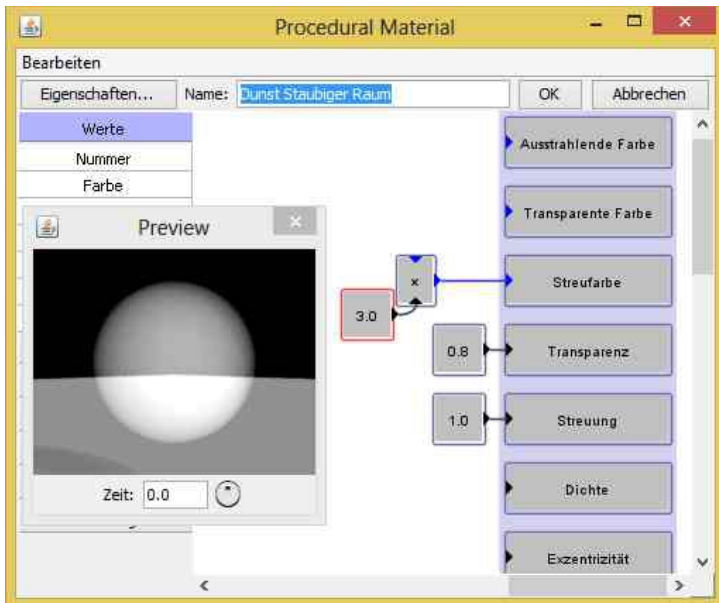 Procedural Material
Bearbeiten
Eigenschaften... Name: Dunst Staubiger Raum OK Abbrechen
Werte
Nummer
Farbe
Preview
Zeit: 0.0
×
3.0
0.8
1.0
Ausstrahlende Farbe
Transparente Farbe
Streufarbe
Transparenz
Streuung
Dichte
Exzentrizität